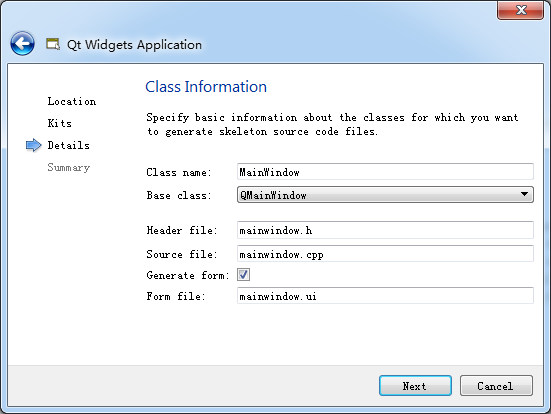 Qt Widgets Application
Class Information
Location
Kits
Details
Summary
Specify basic information about the classes for which you want
to generate skeleton source code files.
Class name: MainWindow
Base class: QMainWindow
Header file: mainwindow.h
Source file: mainwindow.cpp
Generate form:
Form file: mainwindow.ui
Next Cancel